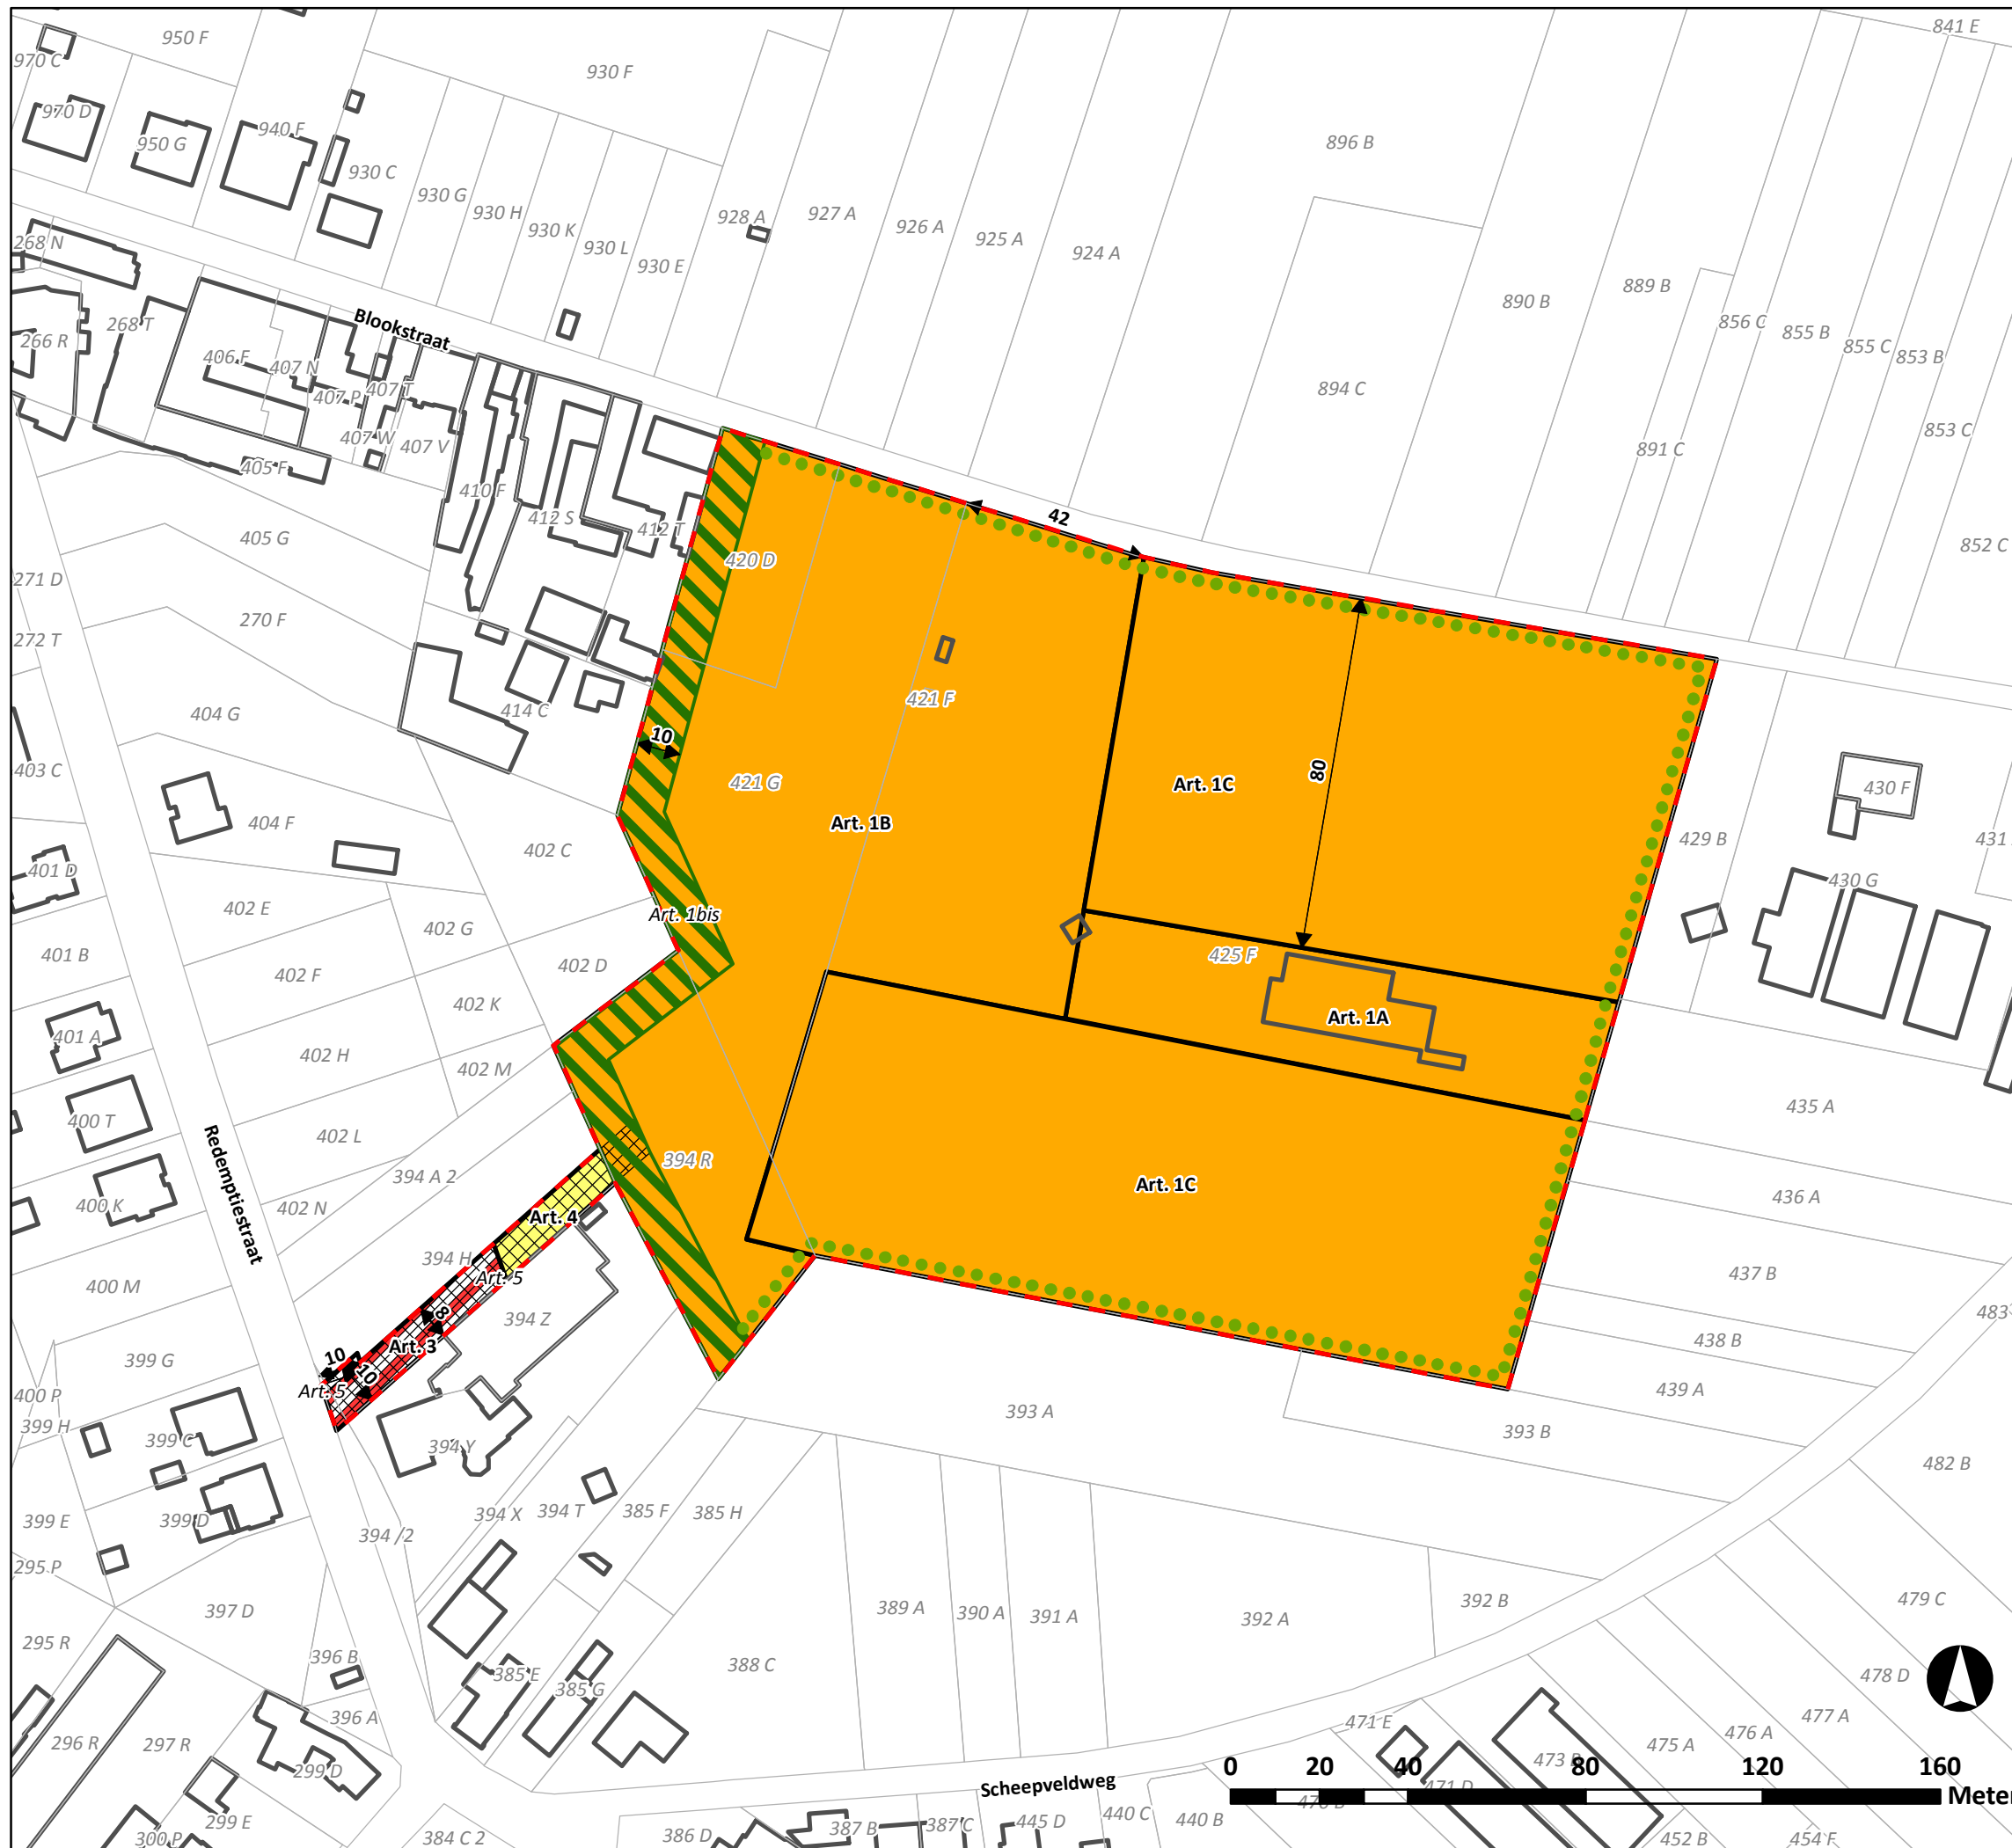 841 E
950 F
970 C
930 F
970 D
940 F
950 G
896 B
930 C
930 G
930 H
928 A
927 A
926 A
930 K
925 A
930 L
924 A
268 N
930 E
889 B
890 B
856 C
268 T
Blookstraat
855 B
266 R
855 C
853 B
406 F
407 N
407 T
407 P
894 C
853 C
407 W
407 V
891 C
405 F
410 F
412 S
42
412 T
405 G
852 C
420 D
271 D
270 F
272 T
421 F
404 G
414 C
10
403 C
80
421 G
Art. 1C
430 F
404 F
Art. 1B
429 B
431
402 C
401 D
430 G
402 E
Art. 1bis
402 G
401 B
425 F
402 D
402 F
402 K
Art. 1A
401 A
402 H
402 M
435 A
400 T
402 L
Redemptiestraat
394 R
394 A 2
Art. 1C
436 A
400 K
402 N
Art. 4
394 H
437 B
Art. 5
400 M
483
8
394 Z
438 B
Art. 3
10
399 G
10
Art. 5
439 A
400 P
393 A
399 H
393 B
399 C
394 Y
482 B
394 X
394 T
385 F
385 H
399 E
399 D
394 /2
295 P
479 C
397 D
389 A
390 A
391 A
392 A
392 B
295 R
396 B
388 C
385 E
478 D
385 G
396 A
477 A
471 E
476 A
296 R
297 R
475 A
473 B
299 D
0 20 40 80 120 160
Scheepveldweg
471 D
Meter
470 B
299 E
440 C
445 D
440 B
387 B
387 C
300 P
384 C 2
386 D
452 B
454 F